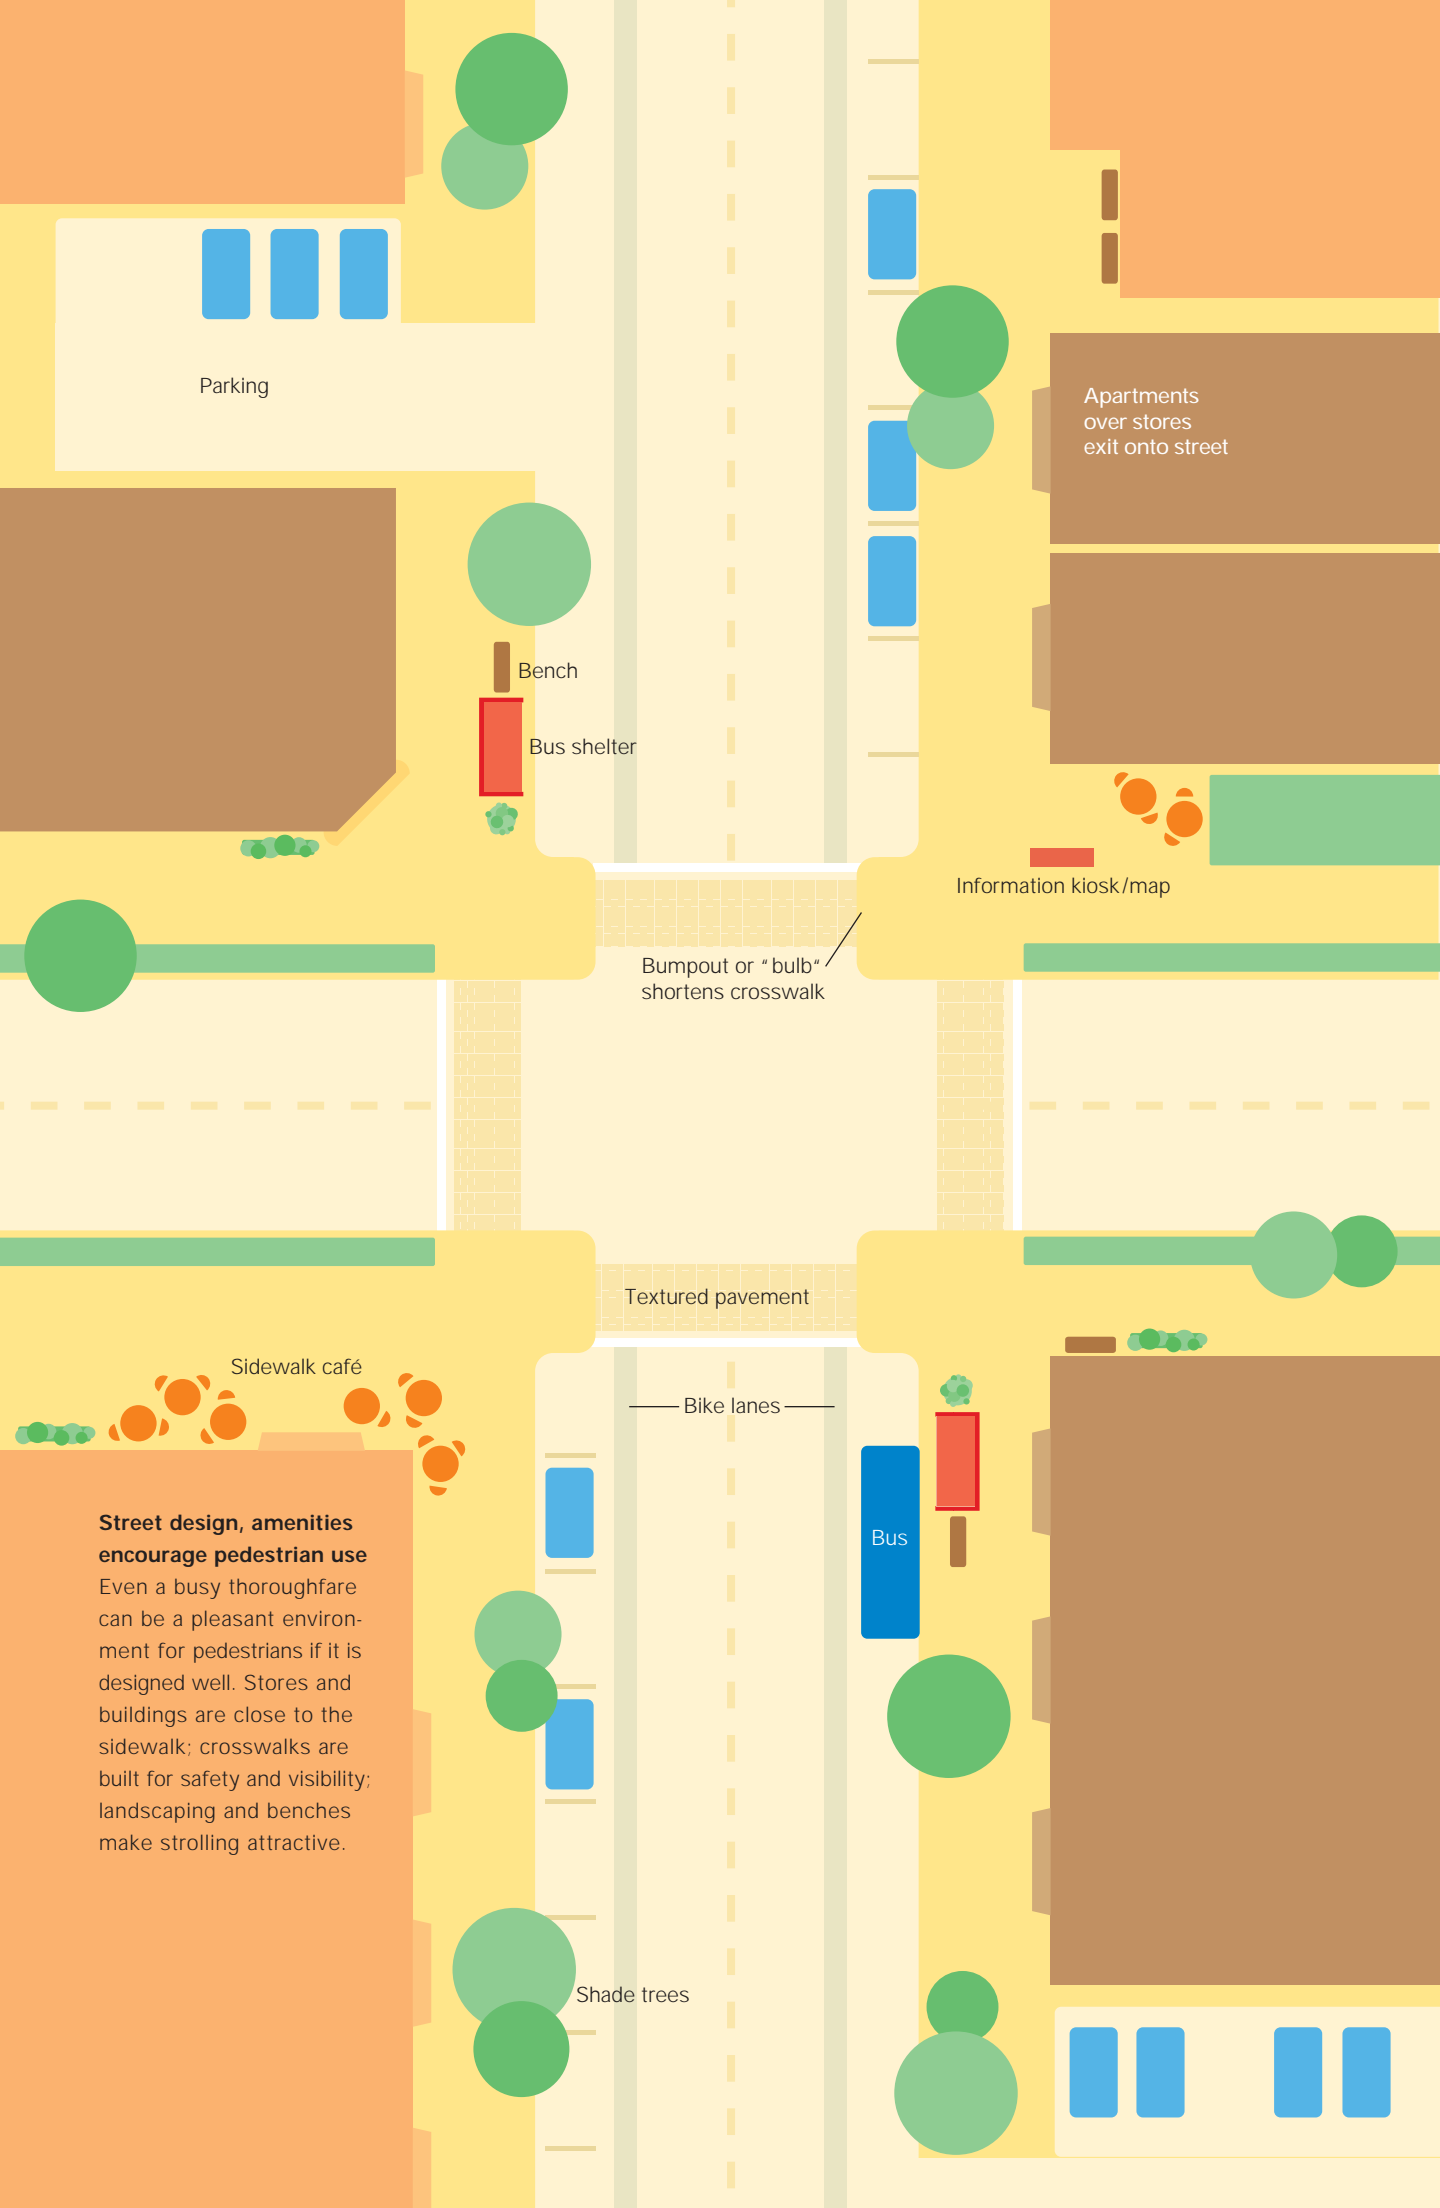 Parking
Apartments
over stores
exit onto street
Bench
Bus shelter
Information kiosk/map
Bumpout or “bulb“
shortens crosswalk
Textured pavement
Sidewalk café
Bike lanes
Bus
Street design, amenities
encourage pedestrian use
Even a busy thoroughfare
can be a pleasant environ-
ment for pedestrians if it is
designed well. Stores and
buildings are close to the
sidewalk; crosswalks are
built for safety and visibility;
landscaping and benches
make strolling attractive.
Shade trees